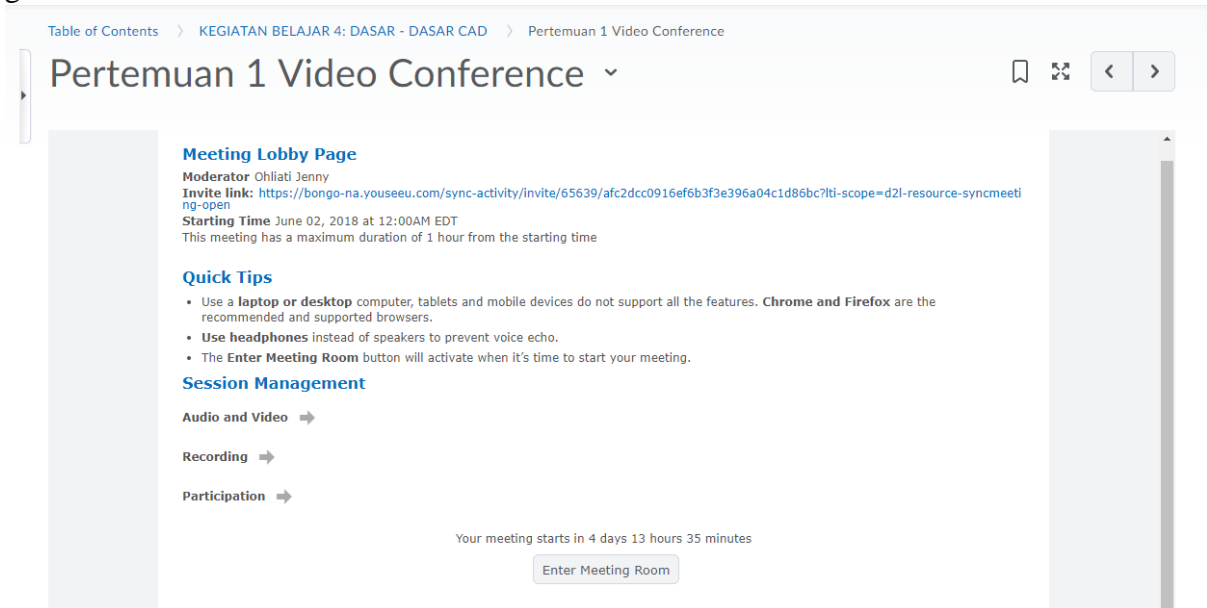 Table of Contents > KEGIATAN BELAJAR 4: DASAR - DASAR CAD > Pertemuan 1 Video Conference
Pertemuan 1 Video Conference
Meeting Lobby Page
Moderator Ohliati Jenny
Invite link: https://bongo-na.youseeu.com/sync-activity/invite/65639/afc2dcc0916ef6b3f3e396a04c1d86bc?lti-scope=d2l-resource-syncmeeti
ng-open
Starting Time June 02, 2018 at 12:00AM EDT
This meeting has a maximum duration of 1 hour from the starting time
Quick Tips
• Use a laptop or desktop computer, tablets and mobile devices do not support all the features. Chrome and Firefox are the
recommended and supported browsers.
• Use headphones instead of speakers to prevent voice echo.
• The Enter Meeting Room button will activate when it's time to start your meeting.
Session Management
Audio and Video
Recording
Participation
Your meeting starts in 4 days 13 hours 35 minutes
Enter Meeting Room